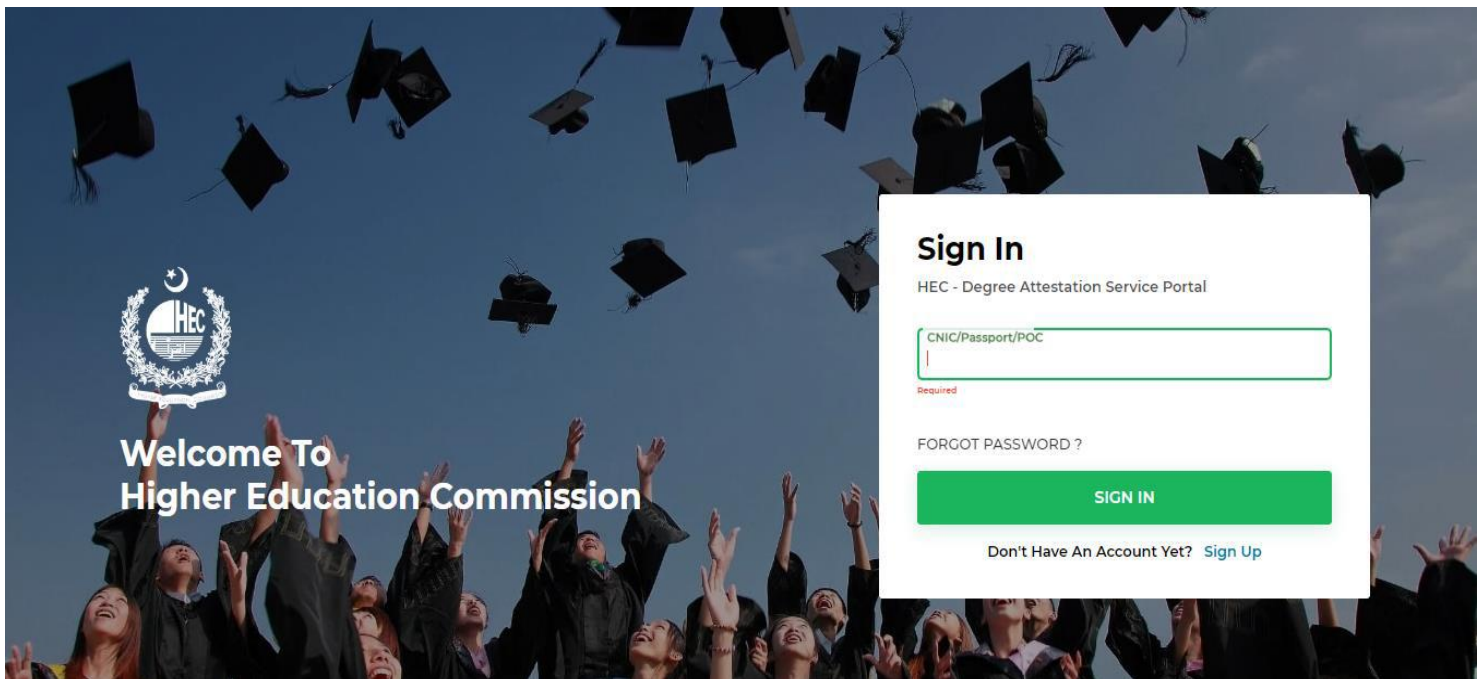 HEC
Welcome To
Higher Education Commission
Sign In
HEC - Degree Attestation Service Portal
CNIC/Passport/POC
Required
FORGOT PASSWORD ?
SIGN IN
Don't Have An Account Yet? Sign Up